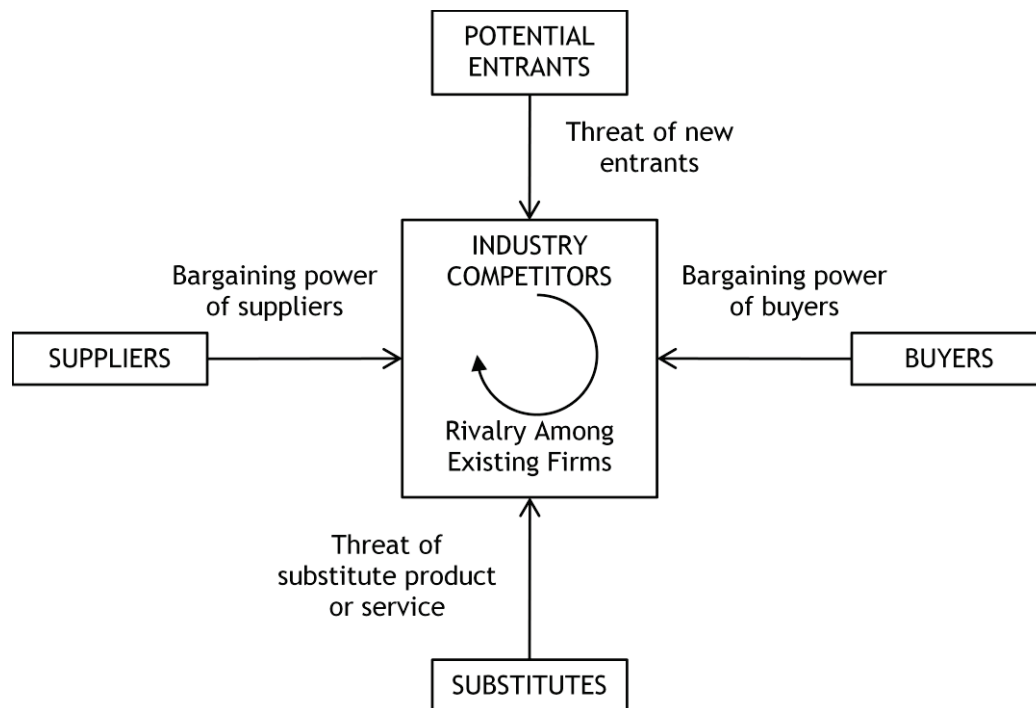 POTENTIAL
ENTRANTS
Threat of new
entrants
INDUSTRY
COMPETITORS
Bargaining power
of suppliers
Bargaining power
of buyers
SUPPLIERS
BUYERS
Rivalry Among
Existing Firms
Threat of
substitute product
or service
SUBSTITUTES